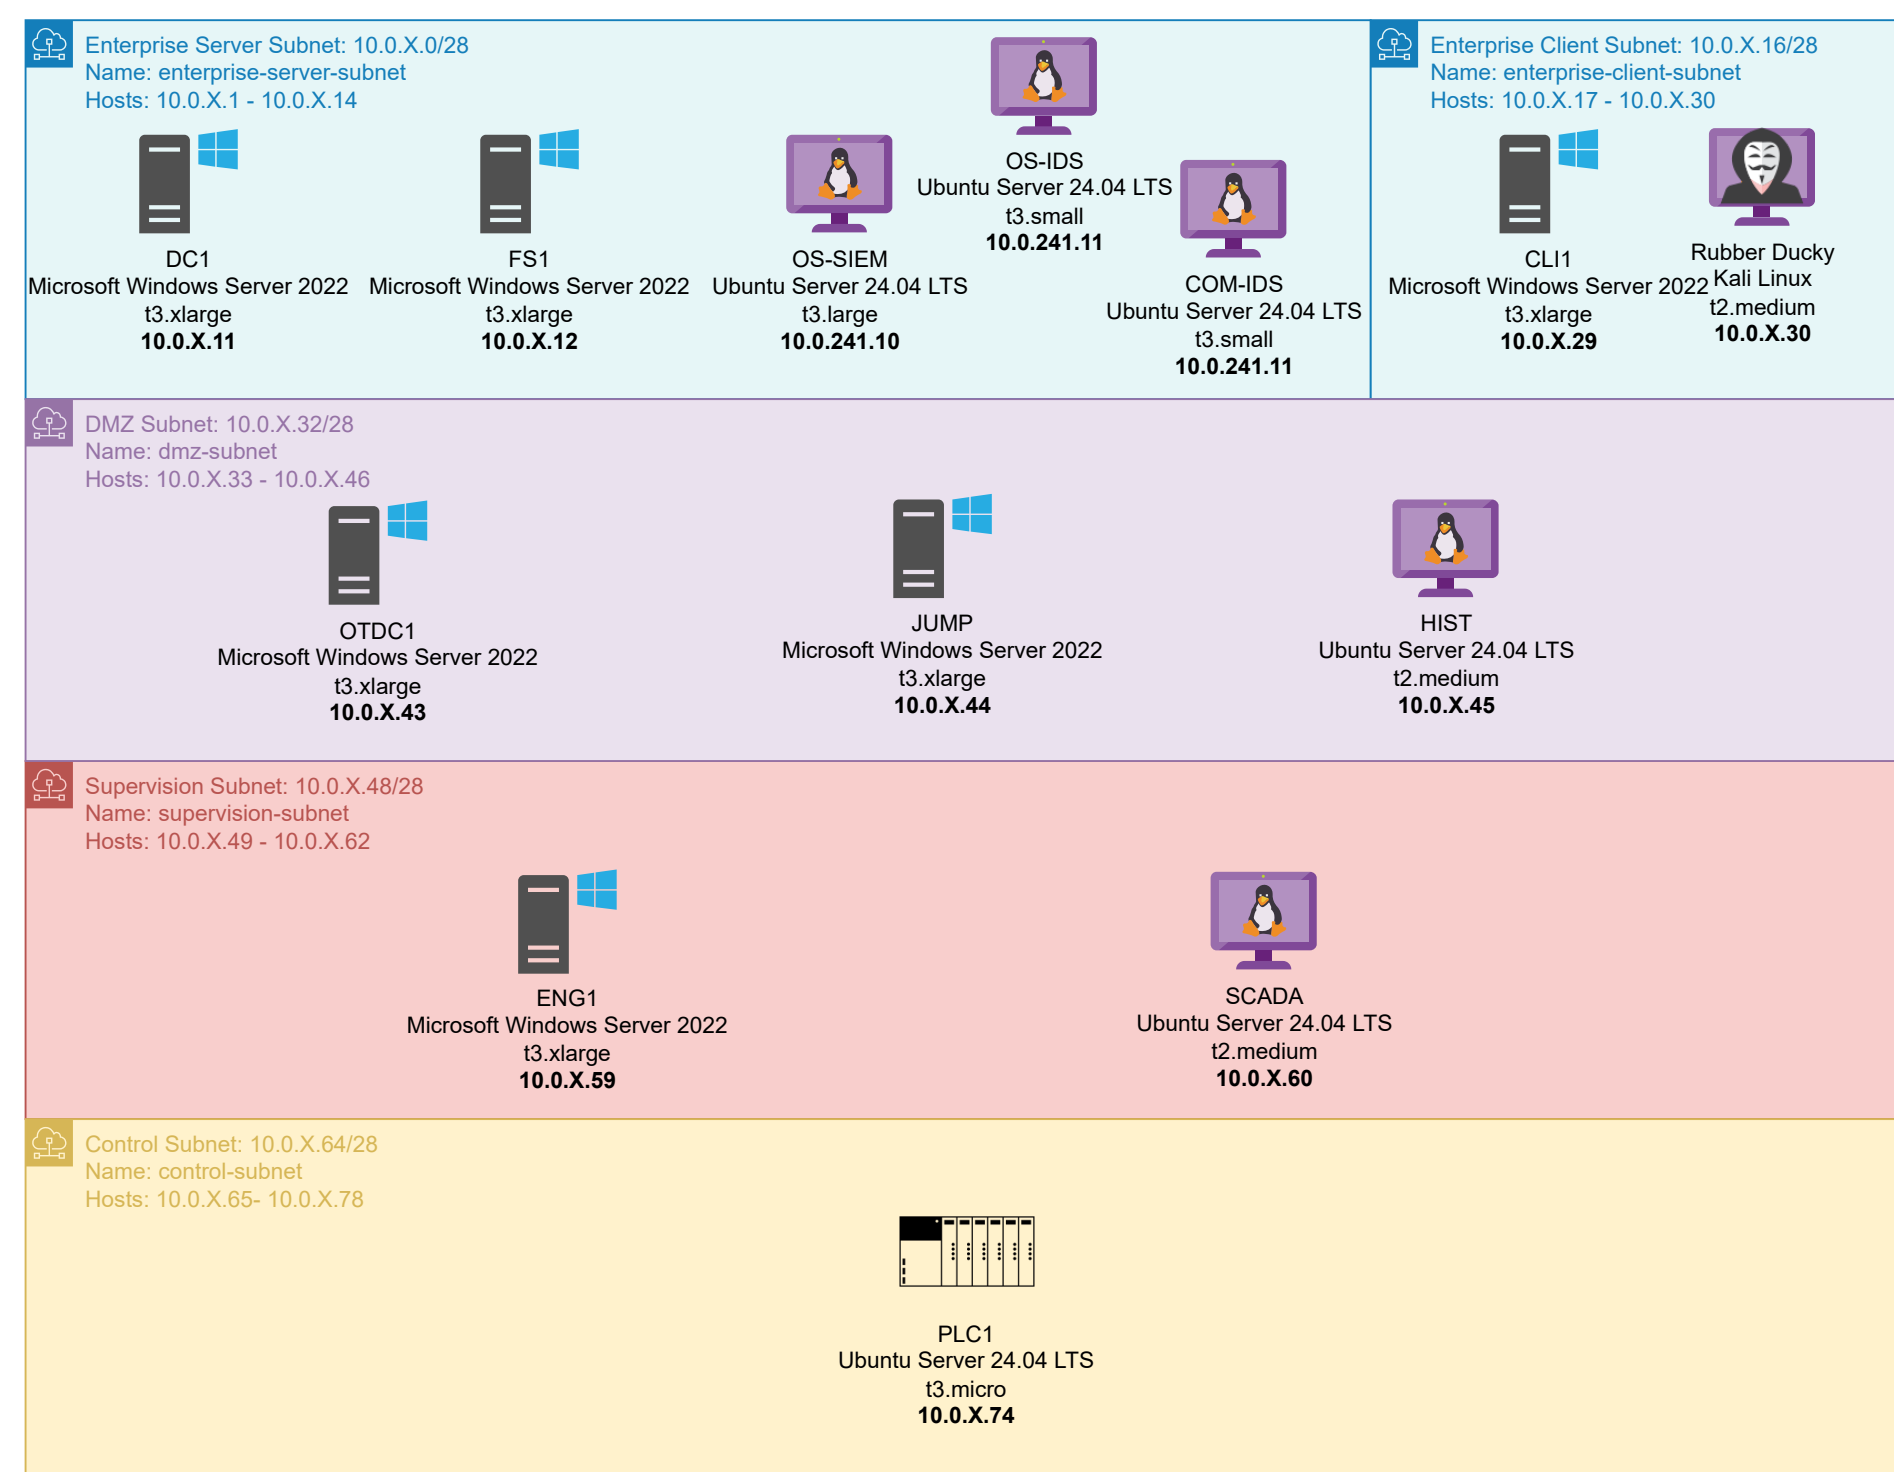 Enterprise Server Subnet: 10.0.X.0/28
Name: enterprise-server-subnet
Hosts: 10.0.X.1 - 10.0.X.14
DC1
Microsoft Windows Server 2022
t3.xlarge
10.0.X.11
FS1
Microsoft Windows Server 2022
t3.xlarge
10.0.X.12
OS-SIEM
Ubuntu Server 24.04 LTS
t3.large
10.0.241.10
OS-IDS
Ubuntu Server 24.04 LTS
t3.small
10.0.241.11
COM-IDS
Ubuntu Server 24.04 LTS
t3.small
10.0.241.11
Enterprise Client Subnet: 10.0.X.16/28
Name: enterprise-client-subnet
Hosts: 10.0.X.17 - 10.0.X.30
CLI1
Microsoft Windows Server 2022
t3.xlarge
10.0.X.29
Rubber Ducky
Kali Linux
t2.medium
10.0.X.30
DMZ Subnet: 10.0.X.32/28
Name: dmz-subnet
Hosts: 10.0.X.33 - 10.0.X.46
OTDC1
Microsoft Windows Server 2022
t3.xlarge
10.0.X.43
JUMP
Microsoft Windows Server 2022
t3.xlarge
10.0.X.44
HIST
Ubuntu Server 24.04 LTS
t2.medium
10.0.X.45
Supervision Subnet: 10.0.X.48/28
Name: supervision-subnet
Hosts: 10.0.X.49 - 10.0.X.62
ENG1
Microsoft Windows Server 2022
t3.xlarge
10.0.X.59
SCADA
Ubuntu Server 24.04 LTS
t2.medium
10.0.X.60
Control Subnet: 10.0.X.64/28
Name: control-subnet
Hosts: 10.0.X.65- 10.0.X.78
PLC1
Ubuntu Server 24.04 LTS
t3.micro
10.0.X.74